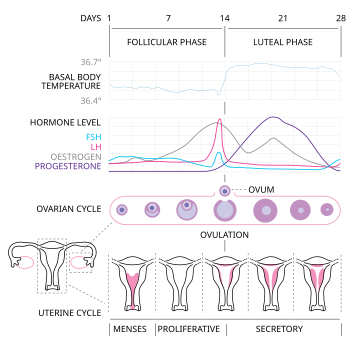 DAYS 1 7 14 21 28
FOLLICULAR PHASE LUTEAL PHASE
36.7°
BASAL BODY
TEMPERATURE
36.4°
HORMONE LEVEL
FSH
LH
OESTROGEN
PROGESTERONE
OVUM
OVARIAN CYCLE
OVULATION
UTERINE CYCLE
MENSES PROLIFERATIVE SECRETORY